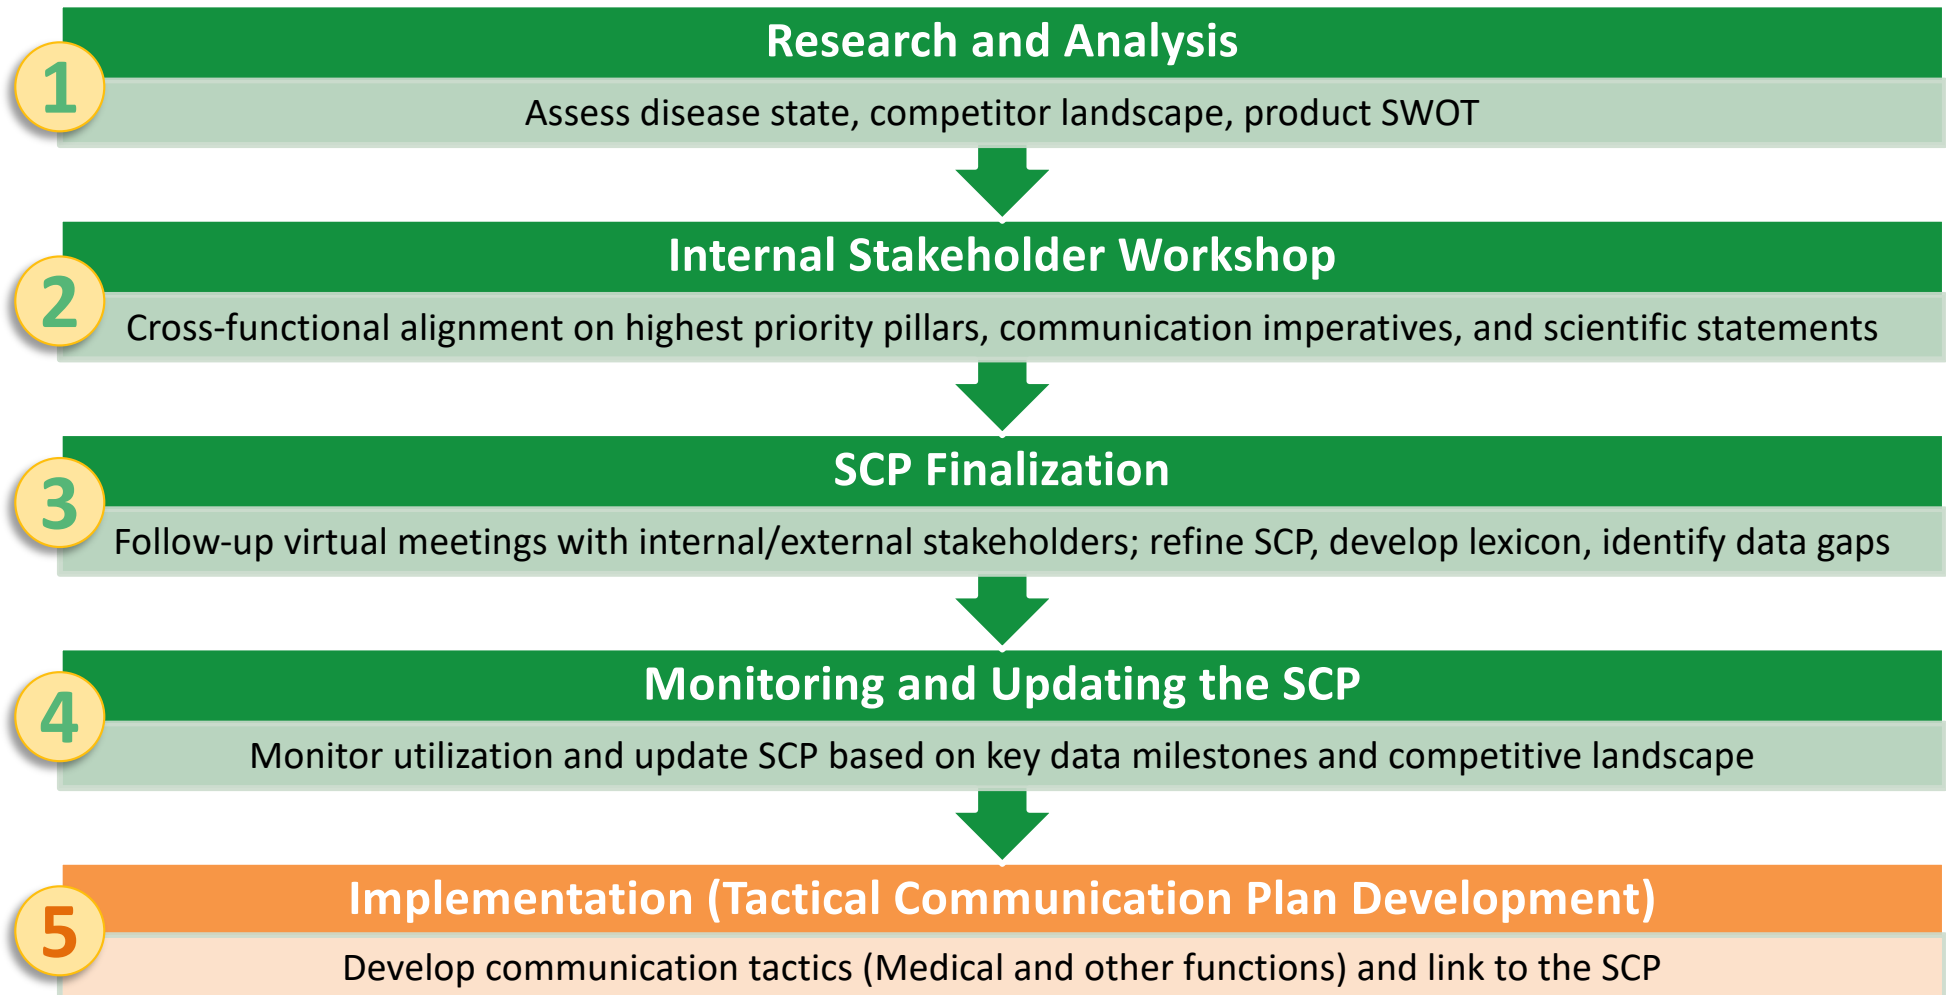 Research and Analysis
1
Assess disease state, competitor landscape, product SWOT
Internal Stakeholder Workshop
2
Cross-functional alignment on highest priority pillars, communication imperatives, and scientific statements
SCP Finalization
3
Follow-up virtual meetings with internal/external stakeholders; refine SCP, develop lexicon, identify data gaps
Monitoring and Updating the SCP
4
Monitor utilization and update SCP based on key data milestones and competitive landscape
Implementation (Tactical Communication Plan Development)
5
Develop communication tactics (Medical and other functions) and link to the SCP